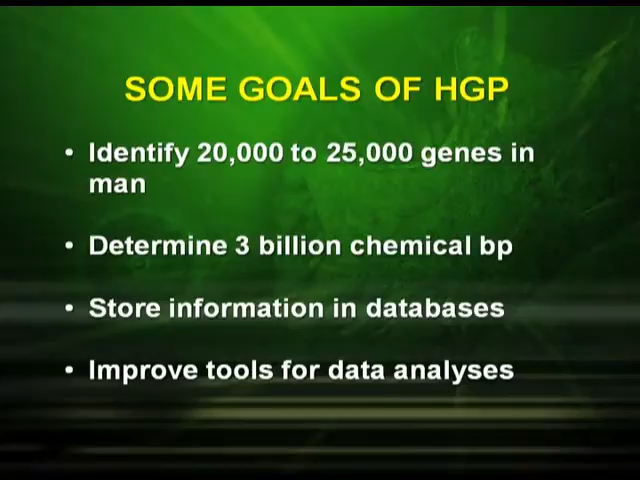 SOME GOALS OF HGP
• Identify 20,000 to 25,000 genes in
man
• Determine 3 billion chemical bp
• Store information in databases
• Improve tools for data analyses